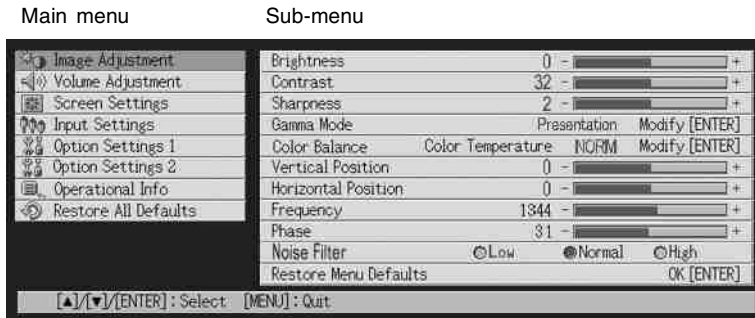 Main menu
Sub-menu
Image Adjustment
Volume Adjustment
Screen Settings
Input Settings
Option Settings 1
Option Settings 2
Operational Info
Restore All Defaults
Brightness 0 - +
Contrast 32 - +
Sharpness 2 - +
Gamma Mode Presentation Modify [ENTER]
Color Balance Color Temperature NORM Modify [ENTER]
Vertical Position 0 - +
Horizontal Position 0 - +
Frequency 1344 - +
Phase 31 - +
Noise Filter Low Normal High
Restore Menu Defaults OK [ENTER]
[▲]/[▼]/[ENTER] : Select [MENU] : Quit